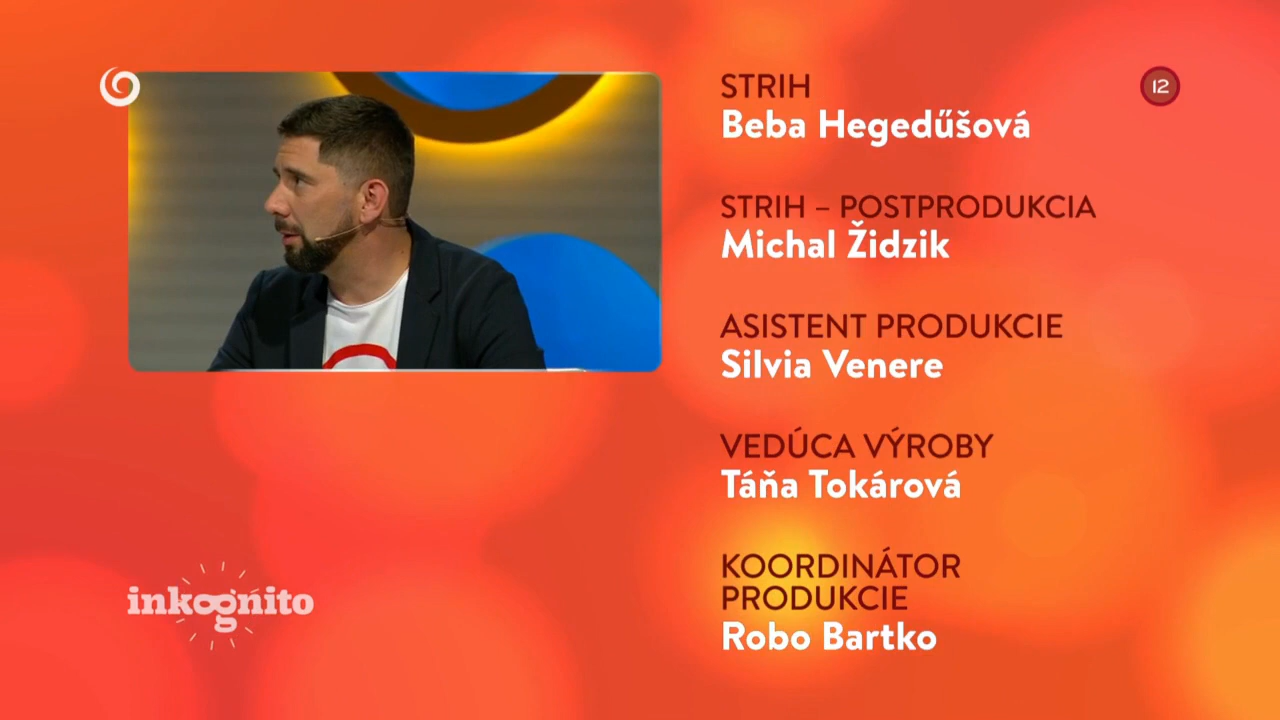 STRIH
Beba Hegedűšová
12
STRIH – POSTPRODUKCIA
Michal Židzik
ASISTENT PRODUKCIE
Silvia Venere
VEDÚCA VÝROBY
Táňa Tokárová
KOORDINÁTOR
PRODUKCIE
Robo Bartko
inkognito